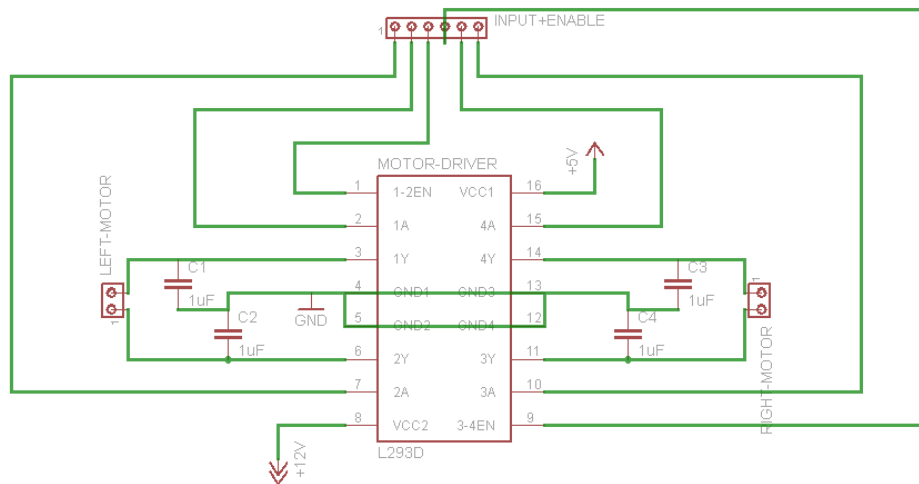 1
INPUT+ENABLE
MOTOR-DRIVER
+5V
1 1-2EN VCC1 16
2 1A 4A 15
LEFT-MOTOR
3 1Y 4Y 14
C1
1uF
C3
1uF
1
4 GND1 GND3 13
GND
5 GND2 GND4 12
1
C2
1uF
C4
1uF
6 2Y 3Y 11
RIGHT-MOTOR
7 2A 3A 10
8 VCC2 3-4EN 9
+12V
L293D